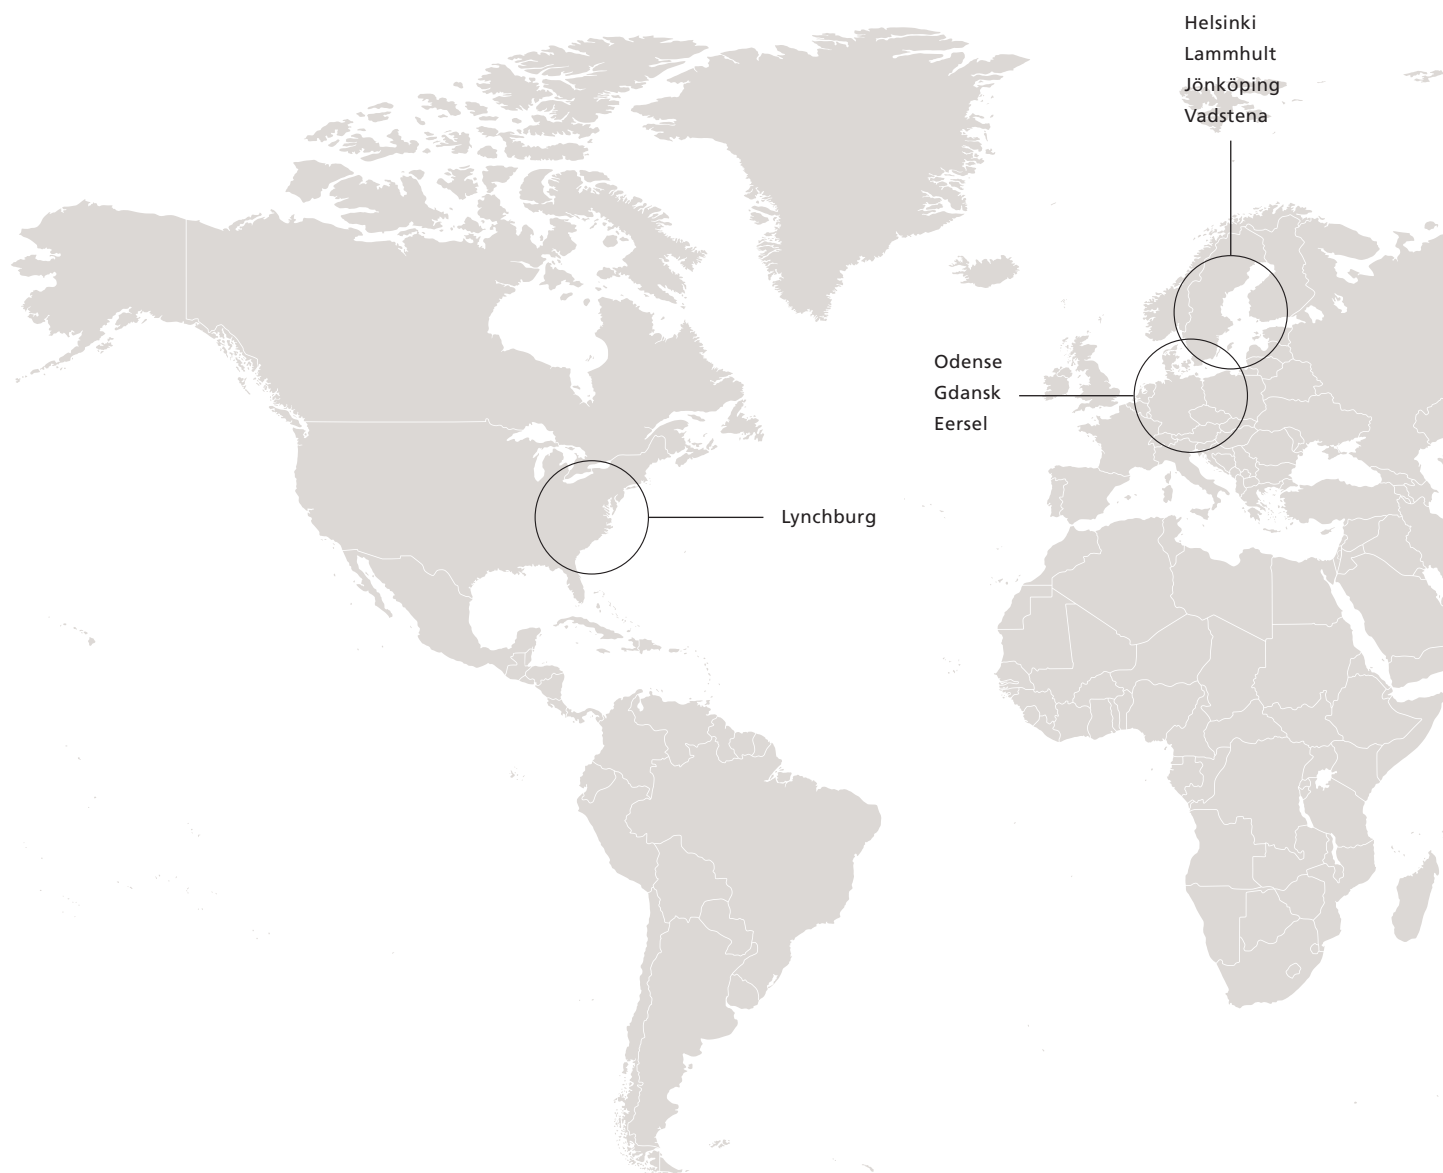 Helsinki
Lammhult
Jönköping
Vadstena
Odense
Gdansk
Eersel
Lynchburg